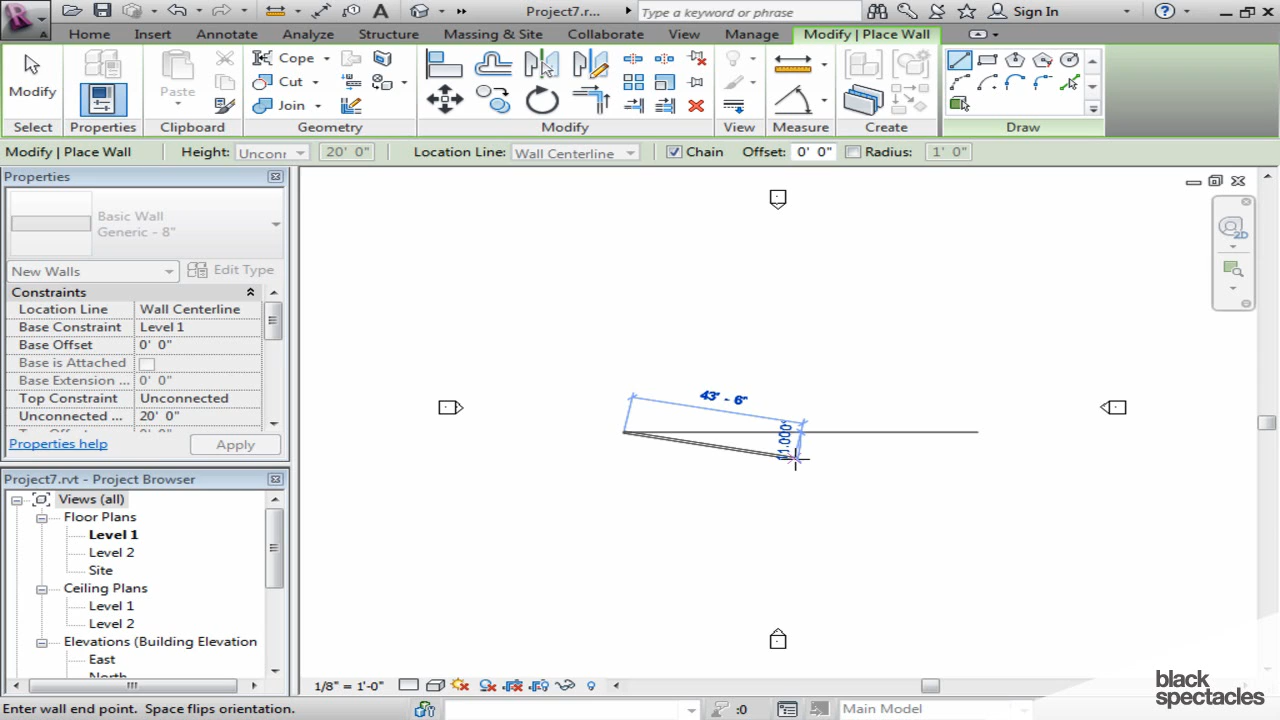 Project7.r...
Type a keyword or phrase
Sign In
Home
Insert
Annotate
Analyze
Structure
Massing & Site
Collaborate
View
Manage
Modify | Place Wall
Modify
Paste
Cope
Cut
Join
Select
Properties
Clipboard
Geometry
Modify
View
Measure
Create
Draw
Modify | Place Wall
Height:
Unconr
20' 0"
Location Line:
Wall Centerline
Chain
Offset:
0' 0"
Radius:
1' 0"
Properties
Basic Wall
Generic - 8"
New Walls
Edit Type
Constraints
Location Line
Wall Centerline
Base Constraint
Level 1
Base Offset
0' 0"
Base is Attached
Base Extension ...
0' 0"
Top Constraint
Unconnected
Unconnected ...
20' 0"
Properties help
Apply
Project7.rvt - Project Browser
Views (all)
Floor Plans
Level 1
Level 2
Site
Ceiling Plans
Level 1
Level 2
Elevations (Building Elevation
East
North
2D
43' - 6"
1/8" = 1'-0"
Enter wall end point. Space flips orientation.
:0
Main Model
black
spectacles